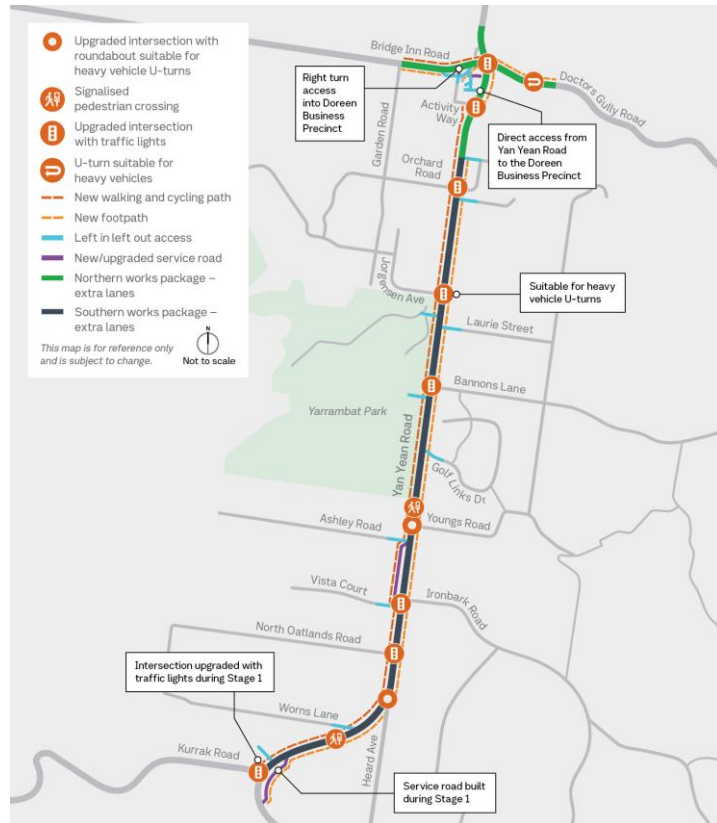 Upgraded intersection with
roundabout suitable for
heavy vehicle U-turns
Signalised
pedestrian crossing
Upgraded intersection
with traffic lights
U-turn suitable for
heavy vehicles
New walking and cycling path
New footpath
Left in left out access
New/upgraded service road
Northern works package –
extra lanes
Southern works package –
extra lanes
This map is for reference only
and is subject to change.
N
Not to scale
Bridge Inn Road
Right turn
access
into Doreen
Business
Precinct
Doctors Gully Road
Activity
Way
Direct access from
Yan Yean Road
to the Doreen
Business Precinct
Garden Road
Orchard
Road
Jorgensen Ave
Suitable for heavy
vehicle U-turns
Laurie Street
Bannons Lane
Yarrambat Park
Yan Yean Road
Golf Links Dr
Ashley Road
Youngs Road
Vista Court
Ironbark Road
North Oatlands Road
Intersection upgraded with
traffic lights during Stage 1
Worns Lane
Kurrak Road
Heard Ave
Service road built
during Stage 1